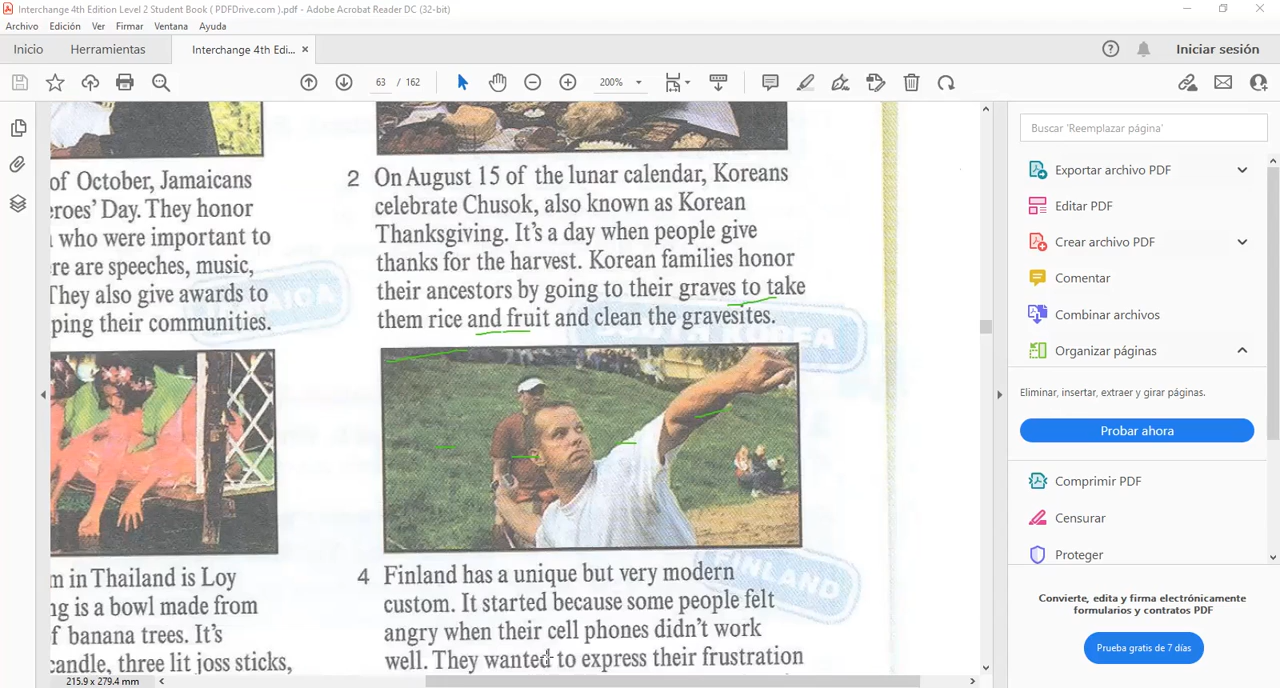 Interchange 4th Edition Level 2 Student Book ( PDFDrive.com ).pdf - Adobe Acrobat Reader DC (32-bit)
Archivo Edición Ver Firmar Ventana Ayuda
Inicio Herramientas Interchange 4th Edi... × Iniciar sesión
63 / 162 200%
of October, Jamaicans
eroes' Day. They honor
who were important to
re are speeches, music,
They also give awards to
ping their communities.
JAMAICA
2 On August 15 of the lunar calendar, Koreans
celebrate Chusok, also known as Korean
Thanksgiving. It's a day when people give
thanks for the harvest. Korean families honor
their ancestors by going to their graves to take
them rice and fruit and clean the gravesites.
SOUTH KOREA
m in Thailand is Loy
ng is a bowl made from
f banana trees. It's
candle, three lit joss sticks,
FINLAND
4 Finland has a unique but very modern
custom. It started because some people felt
angry when their cell phones didn't work
well. They wanted to express their frustration
215.9 x 279.4 mm
Buscar 'Reemplazar página'
Exportar archivo PDF
Editar PDF
Crear archivo PDF
Comentar
Combinar archivos
Organizar páginas
Eliminar, insertar, extraer y girar páginas.
Probar ahora
Comprimir PDF
Censurar
Proteger
Convierte, edita y firma electrónicamente
formularios y contratos PDF
Prueba gratis de 7 días